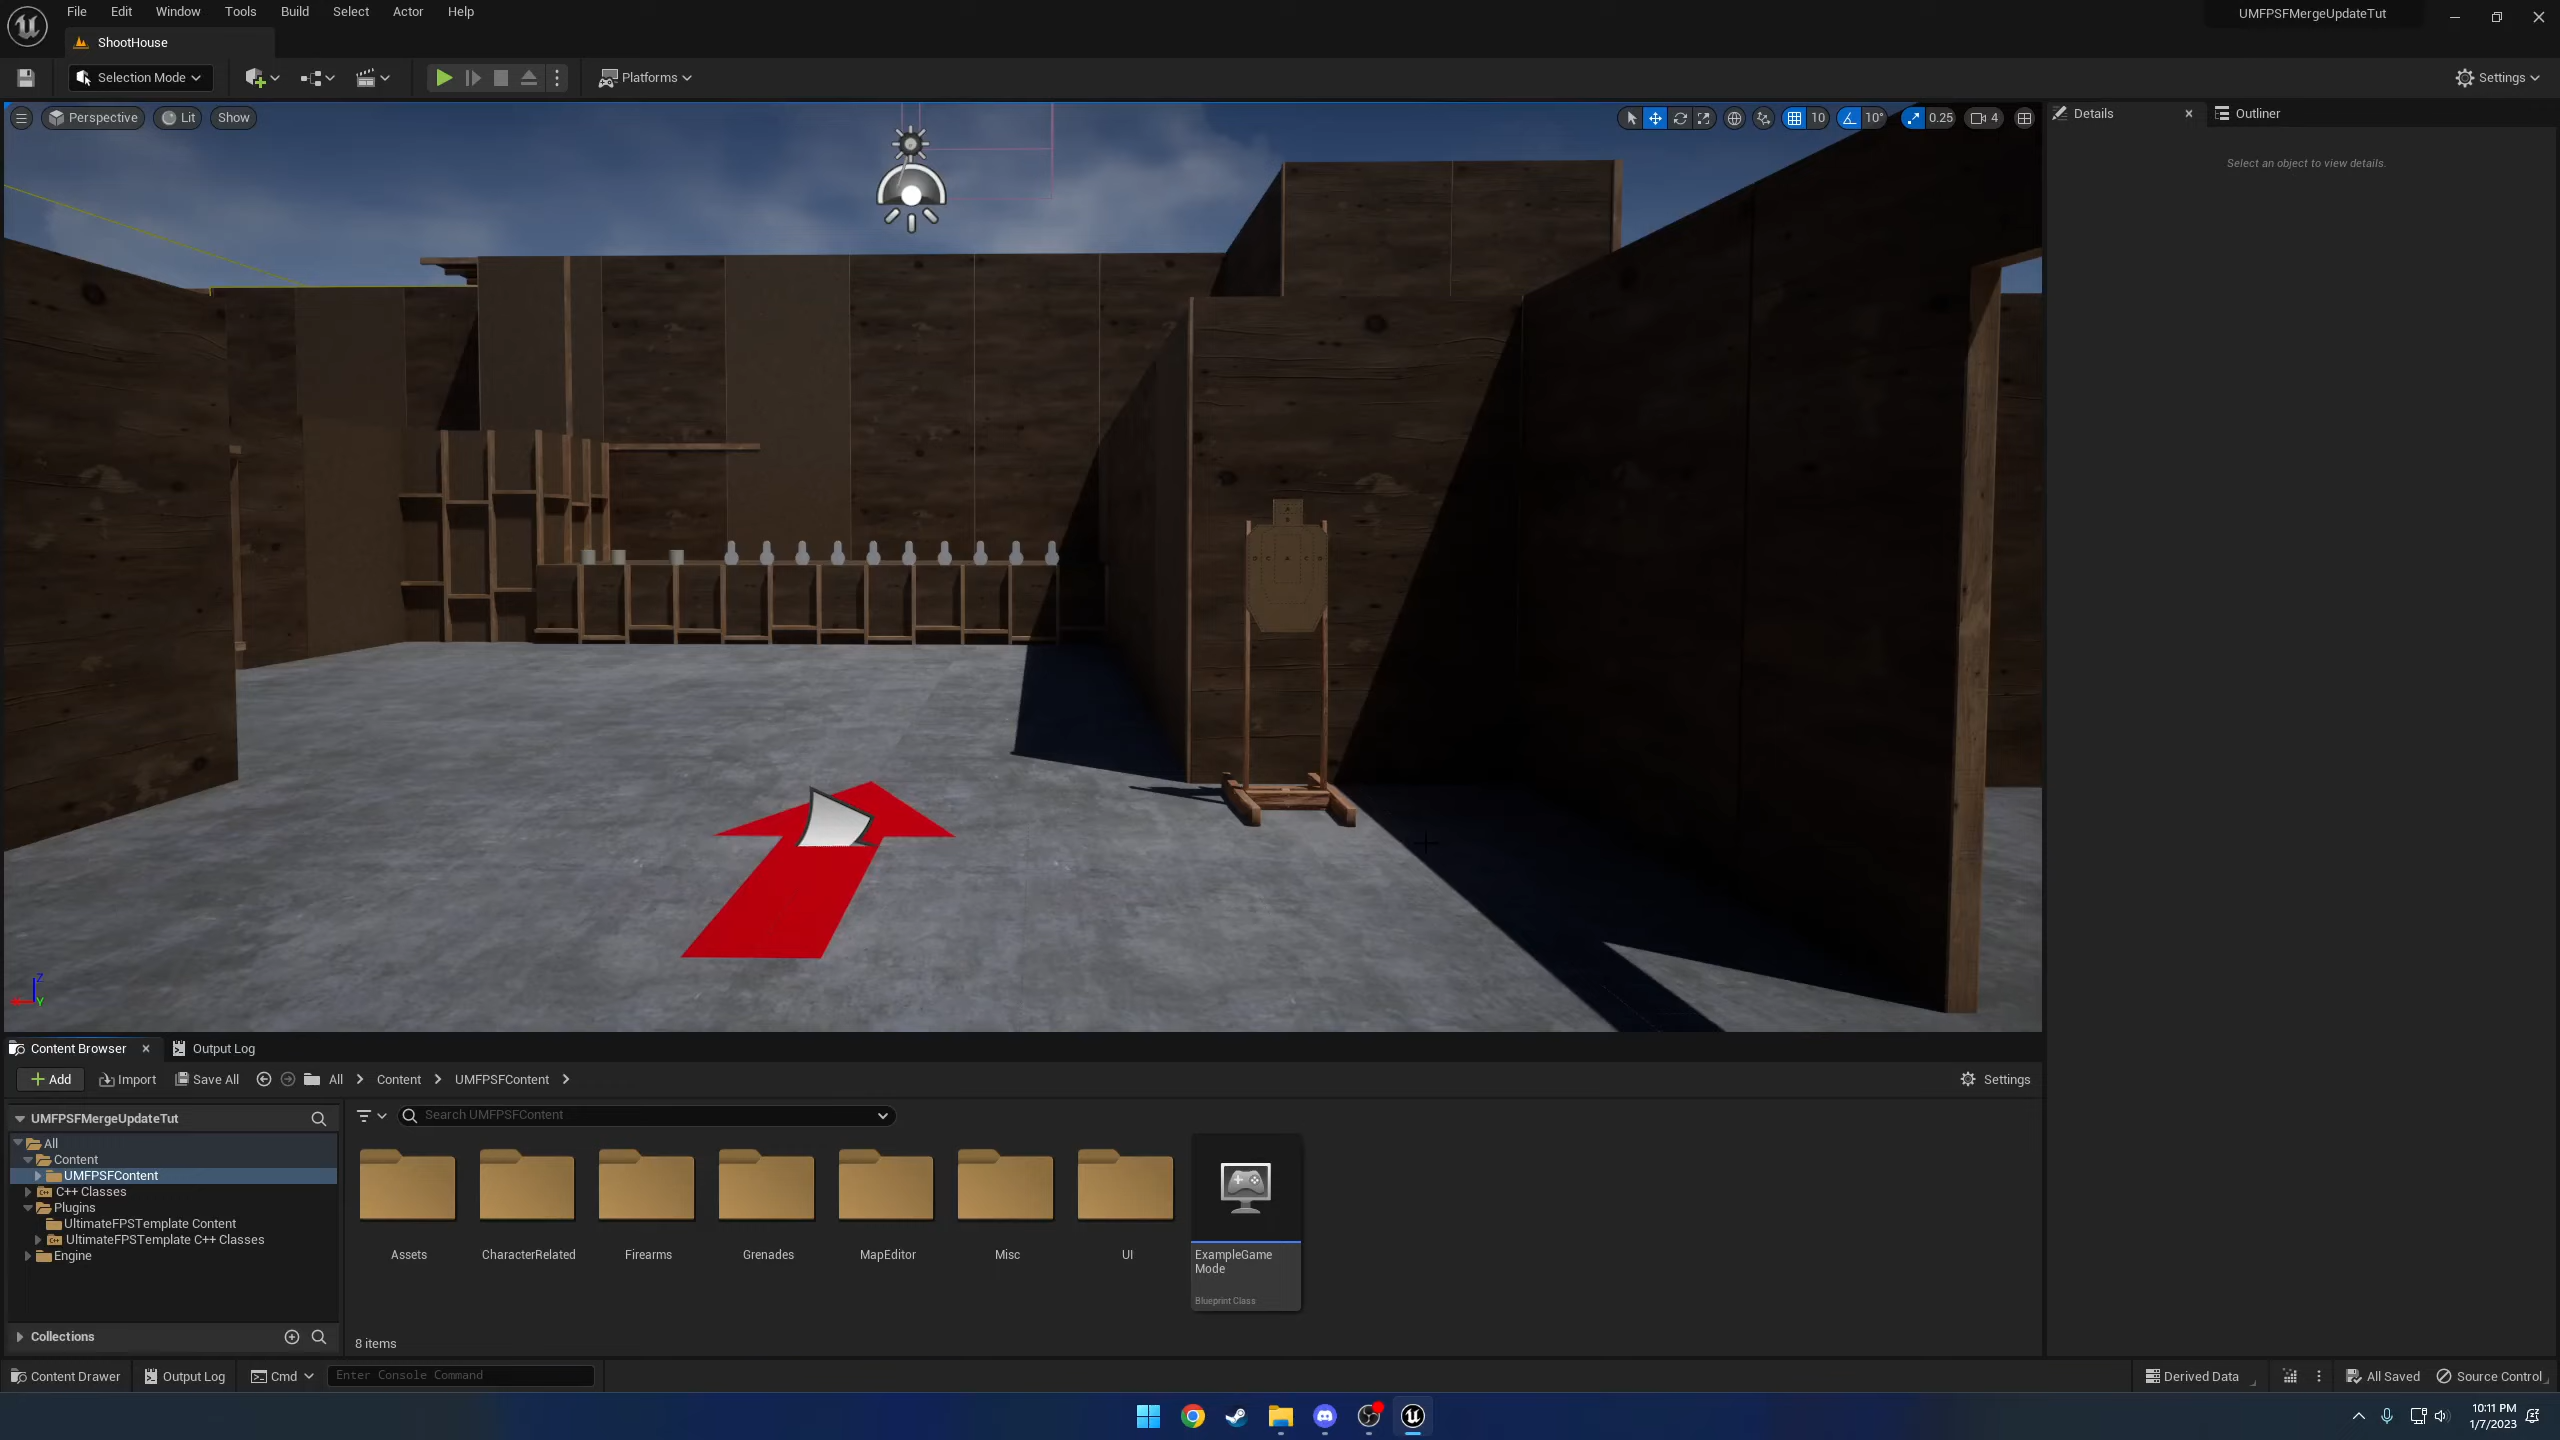 File Edit Window Tools Build Select Actor Help
UMFPSFMergeUpdateTut
ShootHouse
Selection Mode
Platforms
Settings
Perspective
Lit
Show
10
10°
0.25
4
Details
Outliner
Select an object to view details.
Z
Y
Content Browser
Output Log
Add
Import
Save All
All
Content
UMFPSFContent
Settings
UMFPSFMergeUpdateTut
Search UMFPSFContent
All
Content
UMFPSFContent
C++ Classes
Plugins
UltimateFPSTemplate Content
UltimateFPSTemplate C++ Classes
Engine
Assets
CharacterRelated
Firearms
Grenades
MapEditor
Misc
UI
ExampleGame
Mode
Blueprint Class
Collections
8 items
Content Drawer
Output Log
Cmd
Enter Console Command
Derived Data
All Saved
Source Control
10:11 PM
1/7/2023